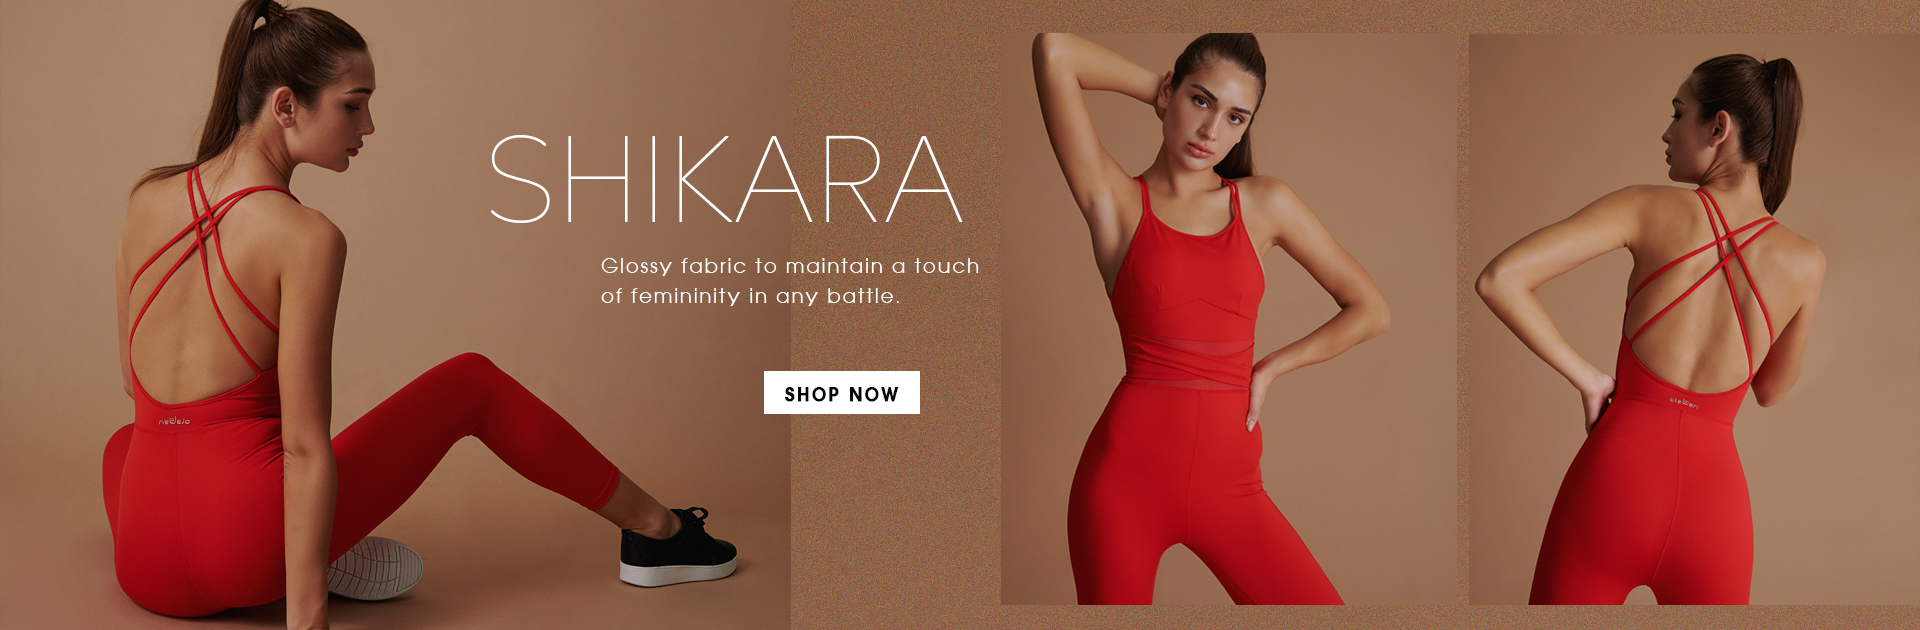 SHIKARA
Glossy fabric to maintain a touch
of femininity in any battle.
SHOP NOW